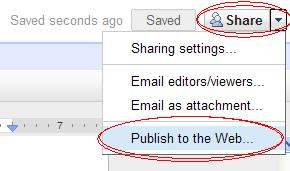 Saved seconds ago Saved Share
Sharing settings...
Email editors/viewers...
Email as attachment...
Publish to the Web...
7